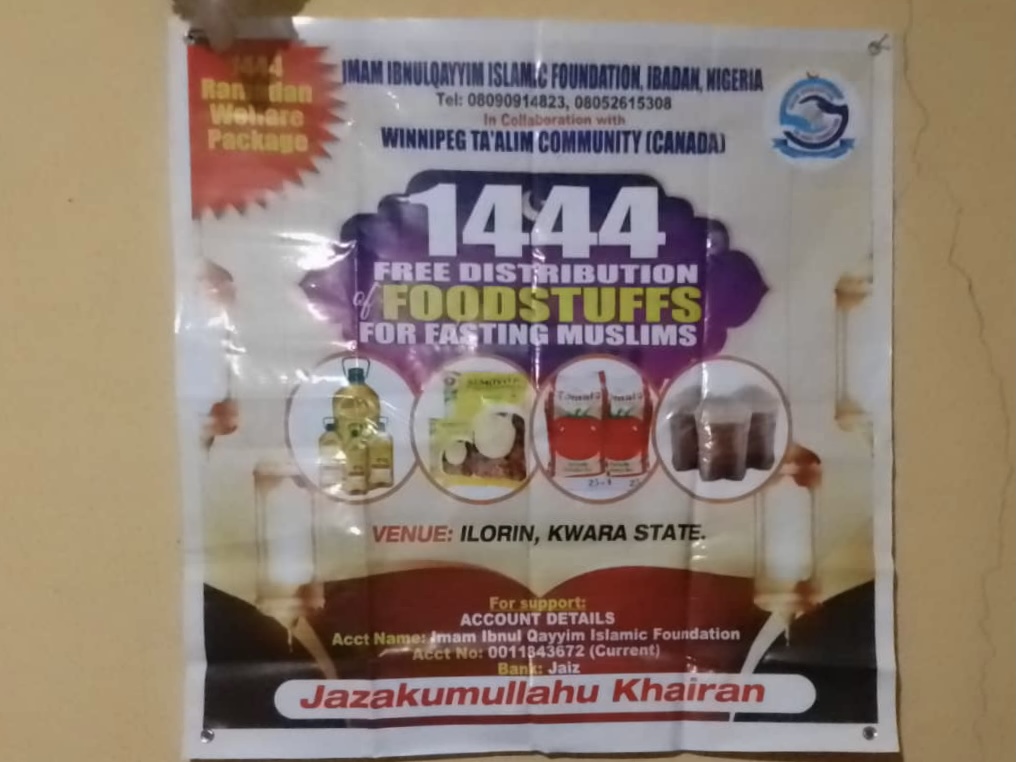 1444
Ramadan
Welfare
Package
IMAM IBNULQAYYIM ISLAMIC FOUNDATION, IBADAN, NIGERIA
Tel: 08090914823, 08052615308
In Collaboration with
WINNIPEG TA'ALIM COMMUNITY (CANADA)
1444
FREE DISTRIBUTION
of FOODSTUFFS
FOR FASTING MUSLIMS
VENUE: ILORIN, KWARA STATE.
For support:
ACCOUNT DETAILS
Acct Name: Imam Ibnul Qayyim Islamic Foundation
Acct No: 0011843672 (Current)
Bank: Jaiz
Jazakumullahu Khairan